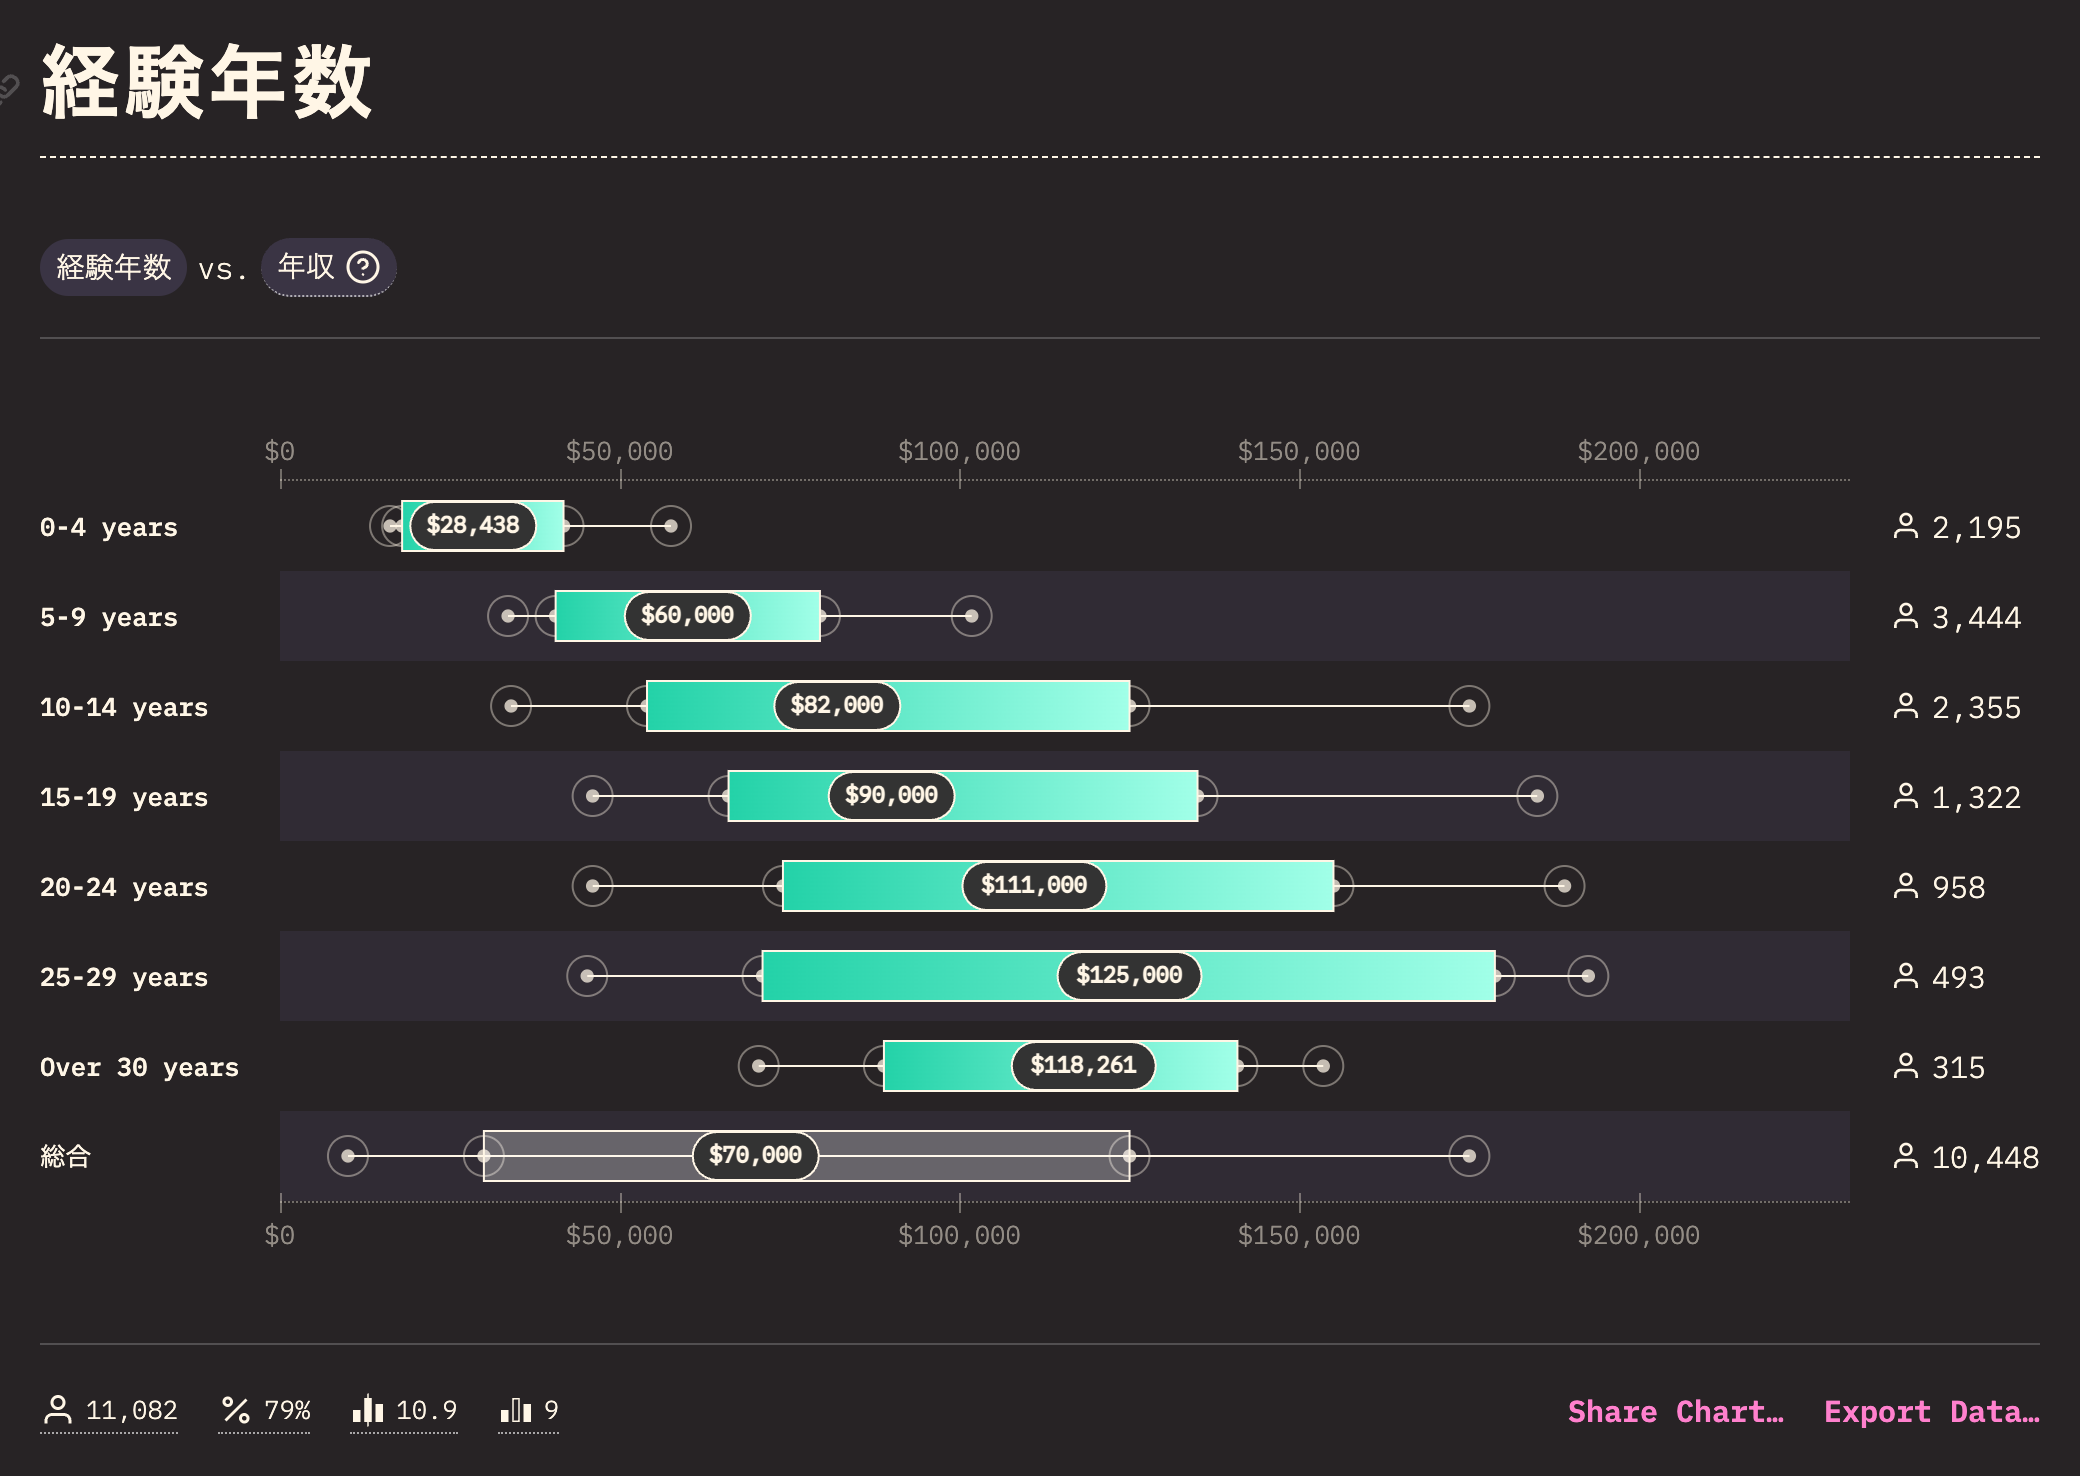 経験年数
経験年数 vs. 年収
$0 $50,000 $100,000 $150,000 $200,000
0-4 years $28,438 2,195
5-9 years $60,000 3,444
10-14 years $82,000 2,355
15-19 years $90,000 1,322
20-24 years $111,000 958
25-29 years $125,000 493
Over 30 years $118,261 315
総合 $70,000 10,448
$0 $50,000 $100,000 $150,000 $200,000
11,082 79% 10.9 9 Share Chart… Export Data…